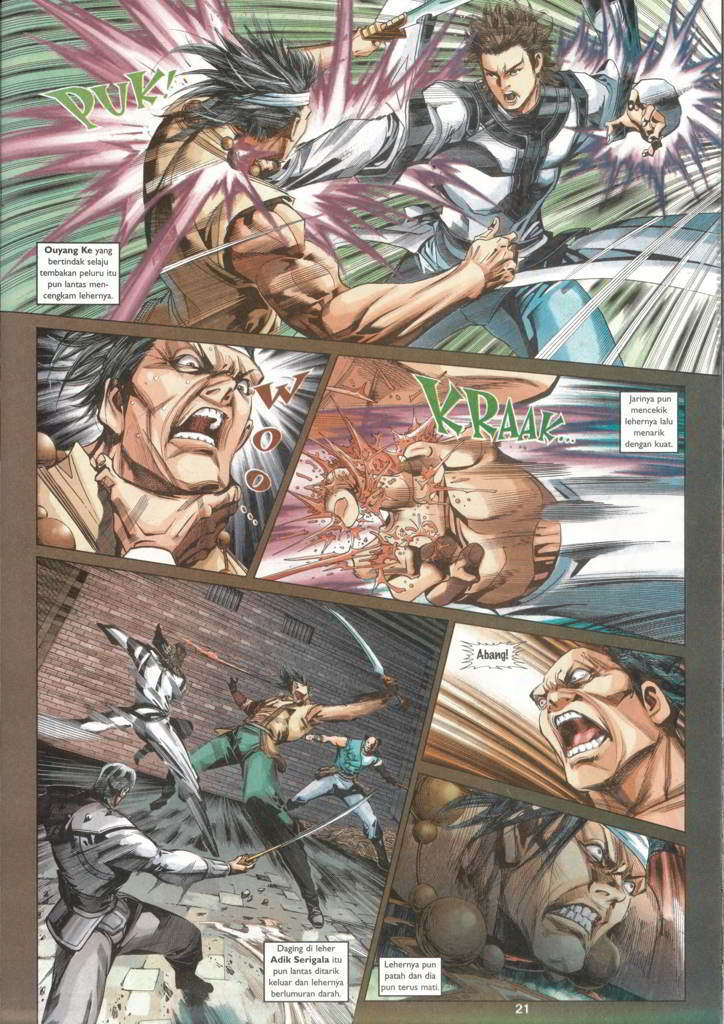 PUK!..
Ouyang Ke yang
bertindak selaju
tembakan peluru itu
pun lantas men-
cengkam lehernya.
WOO...
KRAAK...
Jarinya pun
mencekik
lehernya lalu
menarik
dengan kuat.
Abang!
Daging di leher
Adik Serigala itu
pun lantas ditarik
keluar dan lehernya
berlumuran darah.
Lehernya pun
patah dan dia
pun terus mati.
21